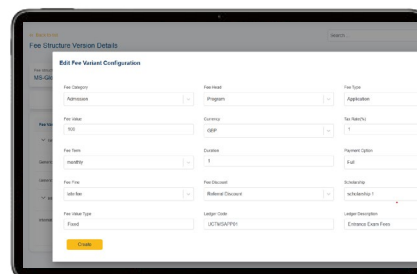 Search ...
Fee Structure Version Details
MS-Glo
Edit Fee Variant Configuration
Fee Category
Fee Head
Fee Type
Admission
Program
Application
Fee Value
Currency
Tax Rate(%)
100
GBP
1
Fee Term
Duration
Payment Option
monthly
1
Full
Fee Fine
Fee Discount
Scholarship
late fee
Referral Discount
scholarship 1
Fee Value Type
Ledger Code
Ledger Description
Fixed
Entrance Exam Fees
Create